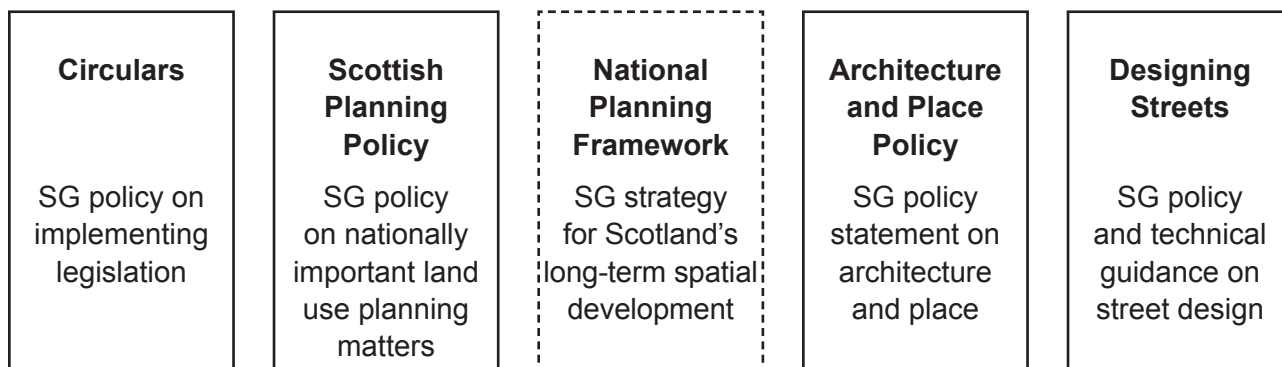 Circulars
SG policy on
implementing
legislation
Scottish
Planning
Policy
SG policy
on nationally
important land
use planning
matters
National
Planning
Framework
SG strategy
for Scotland's
long-term spatial
development
Architecture
and Place
Policy
SG policy
statement on
architecture
and place
Designing
Streets
SG policy
and technical
guidance on
street design